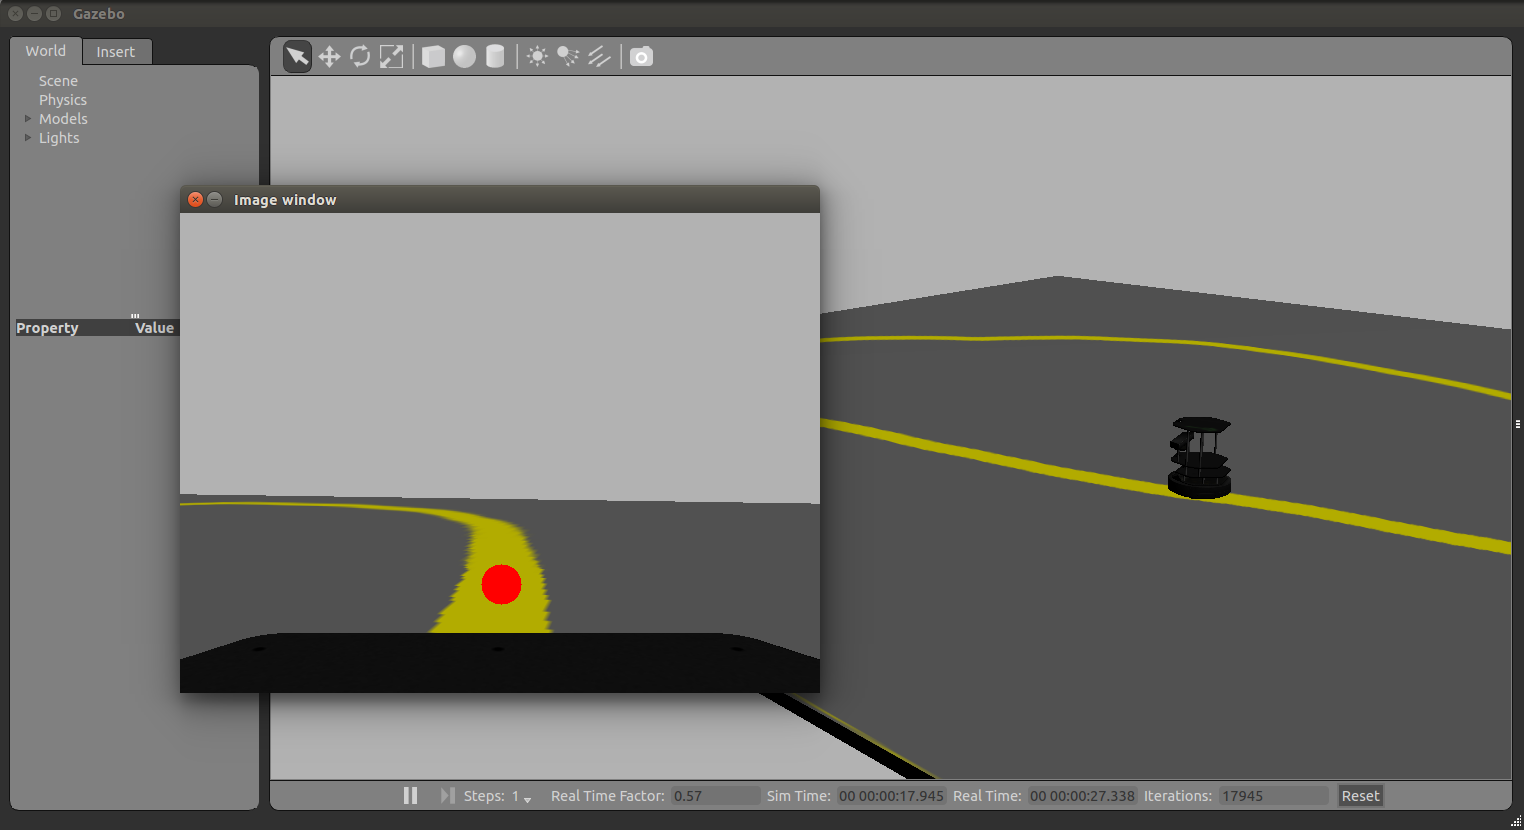 Gazebo
World Insert
Scene
Physics
Models
Lights
Property Value
Image window
Steps: 1 Real Time Factor: 0.57 Sim Time: 00 00:00:17.945 Real Time: 00 00:00:27.338 Iterations: 17945 Reset